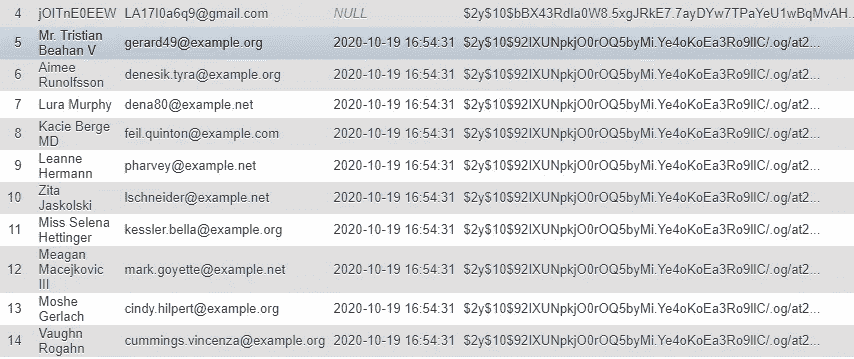 4 jOITnE0EEW LA17I0a6q9@gmail.com NULL $2y$10$bBX43RdIa0W8.5xgJRkE7.7ayDYw7TPaYeU1wBqMvAH...
5 Mr. Tristian Beahan V gerard49@example.org 2020-10-19 16:54:31 $2y$10$92IXUNpkjO0rOQ5byMi.Ye4oKoEa3Ro9llC/.og/at2...
6 Aimee Runolfsson denesik.tyra@example.org 2020-10-19 16:54:31 $2y$10$92IXUNpkjO0rOQ5byMi.Ye4oKoEa3Ro9llC/.og/at2...
7 Lura Murphy dena80@example.net 2020-10-19 16:54:31 $2y$10$92IXUNpkjO0rOQ5byMi.Ye4oKoEa3Ro9llC/.og/at2...
8 Kacie Berge MD feil.quinton@example.com 2020-10-19 16:54:31 $2y$10$92IXUNpkjO0rOQ5byMi.Ye4oKoEa3Ro9llC/.og/at2...
9 Leanne Hermann pharvey@example.net 2020-10-19 16:54:31 $2y$10$92IXUNpkjO0rOQ5byMi.Ye4oKoEa3Ro9llC/.og/at2...
10 Zita Jaskolski lschneider@example.net 2020-10-19 16:54:31 $2y$10$92IXUNpkjO0rOQ5byMi.Ye4oKoEa3Ro9llC/.og/at2...
11 Miss Selena Hettinger kessler.bella@example.org 2020-10-19 16:54:31 $2y$10$92IXUNpkjO0rOQ5byMi.Ye4oKoEa3Ro9llC/.og/at2...
12 Meagan Macejkovic III mark.goyette@example.net 2020-10-19 16:54:31 $2y$10$92IXUNpkjO0rOQ5byMi.Ye4oKoEa3Ro9llC/.og/at2...
13 Moshe Gerlach cindy.hilpert@example.org 2020-10-19 16:54:31 $2y$10$92IXUNpkjO0rOQ5byMi.Ye4oKoEa3Ro9llC/.og/at2...
14 Vaughn Rogahn cummings.vincenza@example.org 2020-10-19 16:54:31 $2y$10$92IXUNpkjO0rOQ5byMi.Ye4oKoEa3Ro9llC/.og/at2...